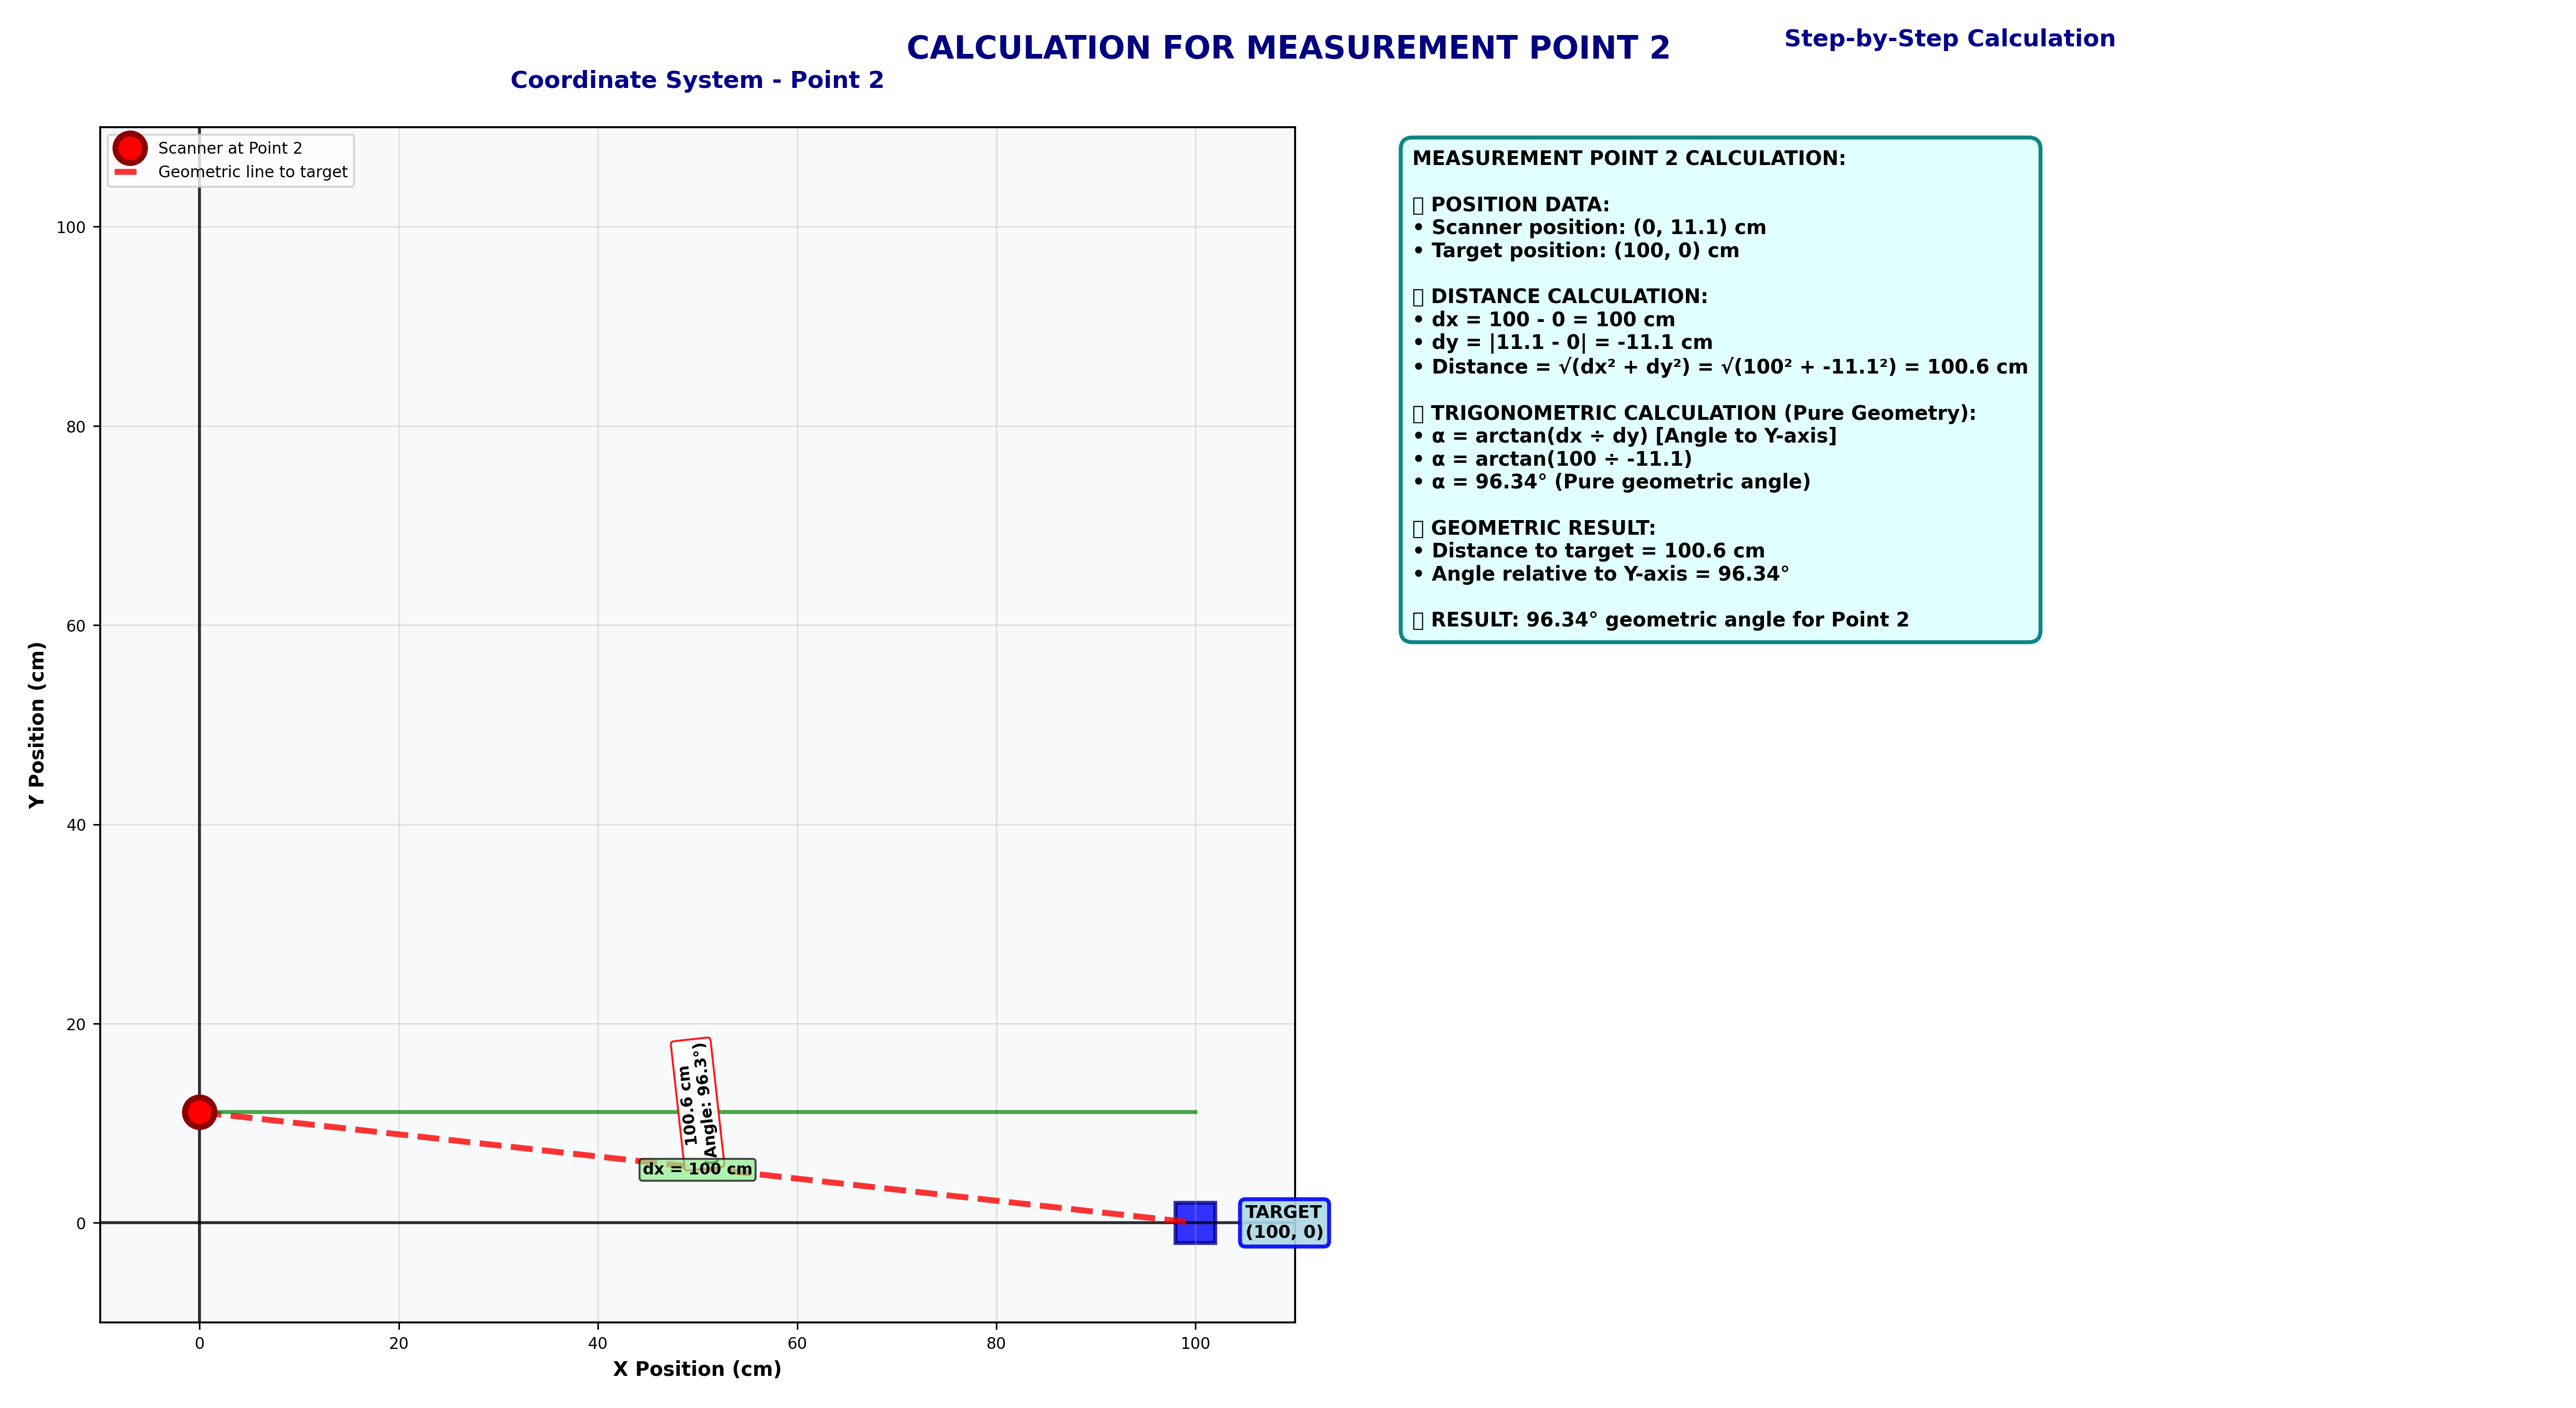 CALCULATION FOR MEASUREMENT POINT 2
Step-by-Step Calculation
Coordinate System - Point 2
Scanner at Point 2
Geometric line to target
100
80
60
40
20
0
Y Position (cm)
100.6 cm
(Angle: 96.3°)
dx = 100 cm
TARGET
(100, 0)
0
20
40
60
80
100
X Position (cm)
MEASUREMENT POINT 2 CALCULATION:
▯ POSITION DATA:
• Scanner position: (0, 11.1) cm
• Target position: (100, 0) cm
▯ DISTANCE CALCULATION:
• dx = 100 - 0 = 100 cm
• dy = |11.1 - 0| = -11.1 cm
• Distance = √(dx² + dy²) = √(100² + -11.1²) = 100.6 cm
▯ TRIGONOMETRIC CALCULATION (Pure Geometry):
• α = arctan(dx ÷ dy) [Angle to Y-axis]
• α = arctan(100 ÷ -11.1)
• α = 96.34° (Pure geometric angle)
▯ GEOMETRIC RESULT:
• Distance to target = 100.6 cm
• Angle relative to Y-axis = 96.34°
▯ RESULT: 96.34° geometric angle for Point 2